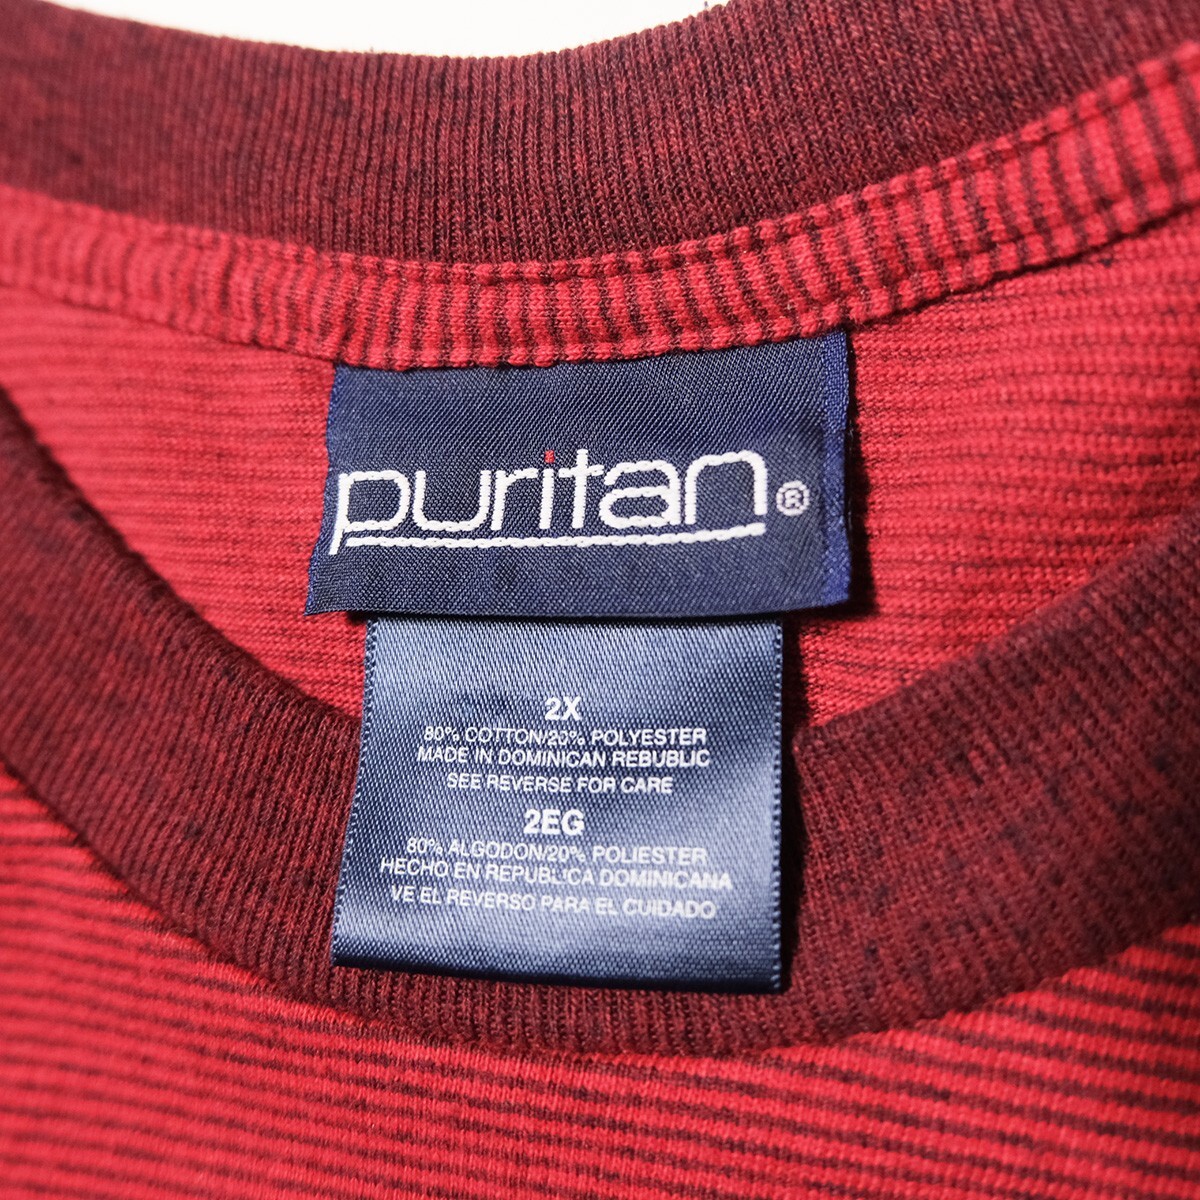 puritan®
2X
80% COTTON/20% POLYESTER
MADE IN DOMINICAN REBUBLIC
SEE REVERSE FOR CARE
2EG
80% ALGODON/20% POLIESTER
HECHO EN REPUBLICA DOMINICANA
VE EL REVERSO PARA EL CUIDADO